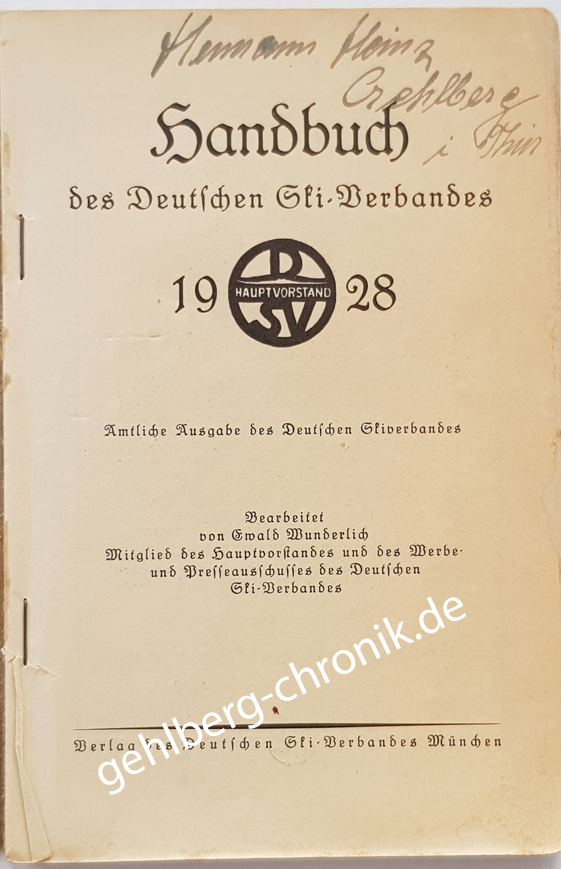 Hermann Heinz
Gehlberg
i Thür
Handbuch
des Deutschen Ski-Verbandes
1928
D
HAUPTVORSTAND
SV
Amtliche Ausgabe des Deutschen Skiverbandes
Bearbeitet
von Ewald Wunderlich
Mitglied des Hauptvorstandes und des Werbe-
und Presseausschusses des Deutschen
Ski-Verbandes
gehlberg-chronik.de
Verlag des Deutschen Ski-Verbandes München